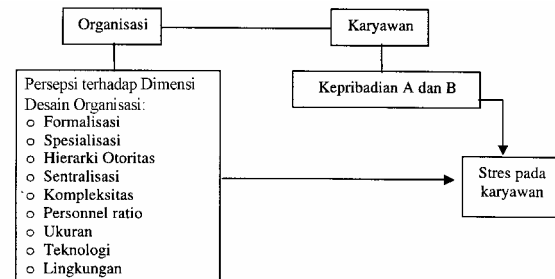 Organisasi
Karyawan
Persepsi terhadap Dimensi
Desain Organisasi:
o Formalisasi
o Spesialisasi
o Hierarki Otoritas
o Sentralisasi
o Kompleksitas
o Personnel ratio
o Ukuran
o Teknologi
o Lingkungan
Kepribadian A dan B
Stres pada
karyawan